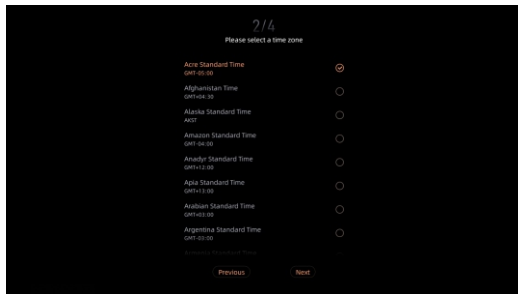 2/4
Please select a time zone
Acre Standard Time
GMT-05:00
Afghanistan Time
GMT+04:30
Alaska Standard Time
AKST
Amazon Standard Time
GMT-04:00
Anadyr Standard Time
GMT+12:00
Apia Standard Time
GMT+13:00
Arabian Standard Time
GMT+03:00
Argentina Standard Time
GMT-03:00
Previous
Next